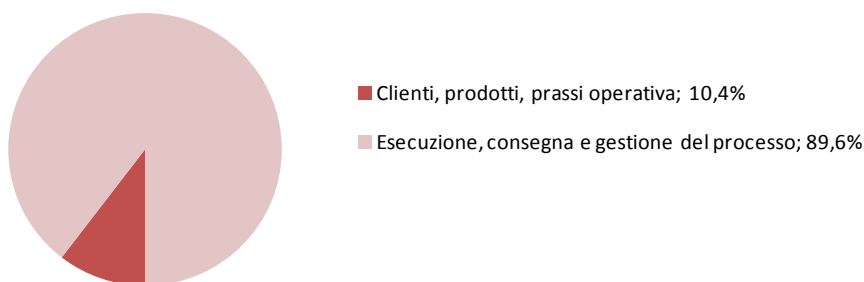 Clienti, prodotti, prassi operativa; 10,4%
Esecuzione, consegna e gestione del processo; 89,6%